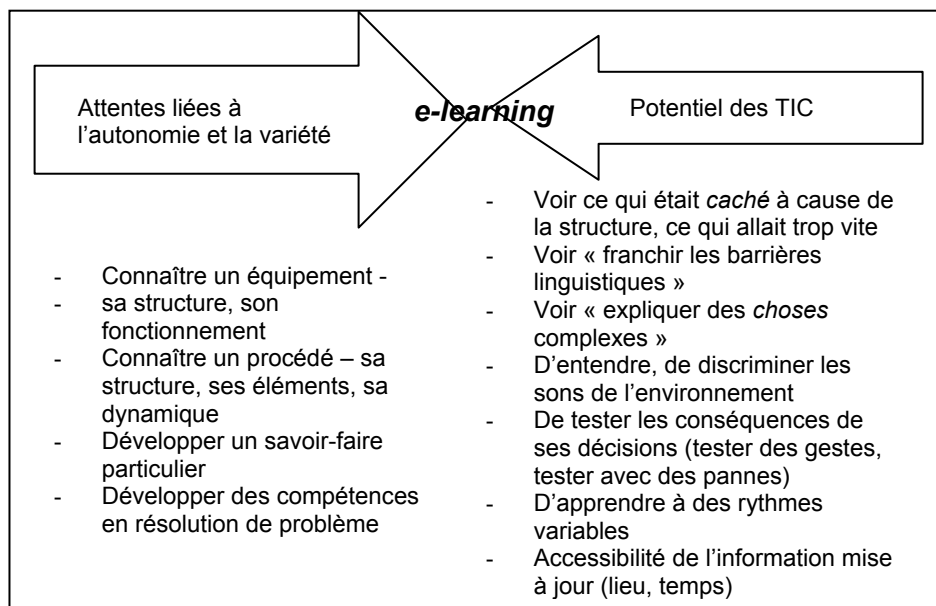 Attentes liées à
l'autonomie et la variété
e-learning
Potentiel des TIC
- Connaître un équipement -
- sa structure, son
fonctionnement
- Connaître un procédé – sa
structure, ses éléments, sa
dynamique
- Développer un savoir-faire
particulier
- Développer des compétences
en résolution de problème
- Voir ce qui était caché à cause de
la structure, ce qui allait trop vite
- Voir « franchir les barrières
linguistiques »
- Voir « expliquer des choses
complexes »
- D'entendre, de discriminer les
sons de l'environnement
- De tester les conséquences de
ses décisions (tester des gestes,
tester avec des pannes)
- D'apprendre à des rythmes
variables
- Accessibilité de l'information mise
à jour (lieu, temps)